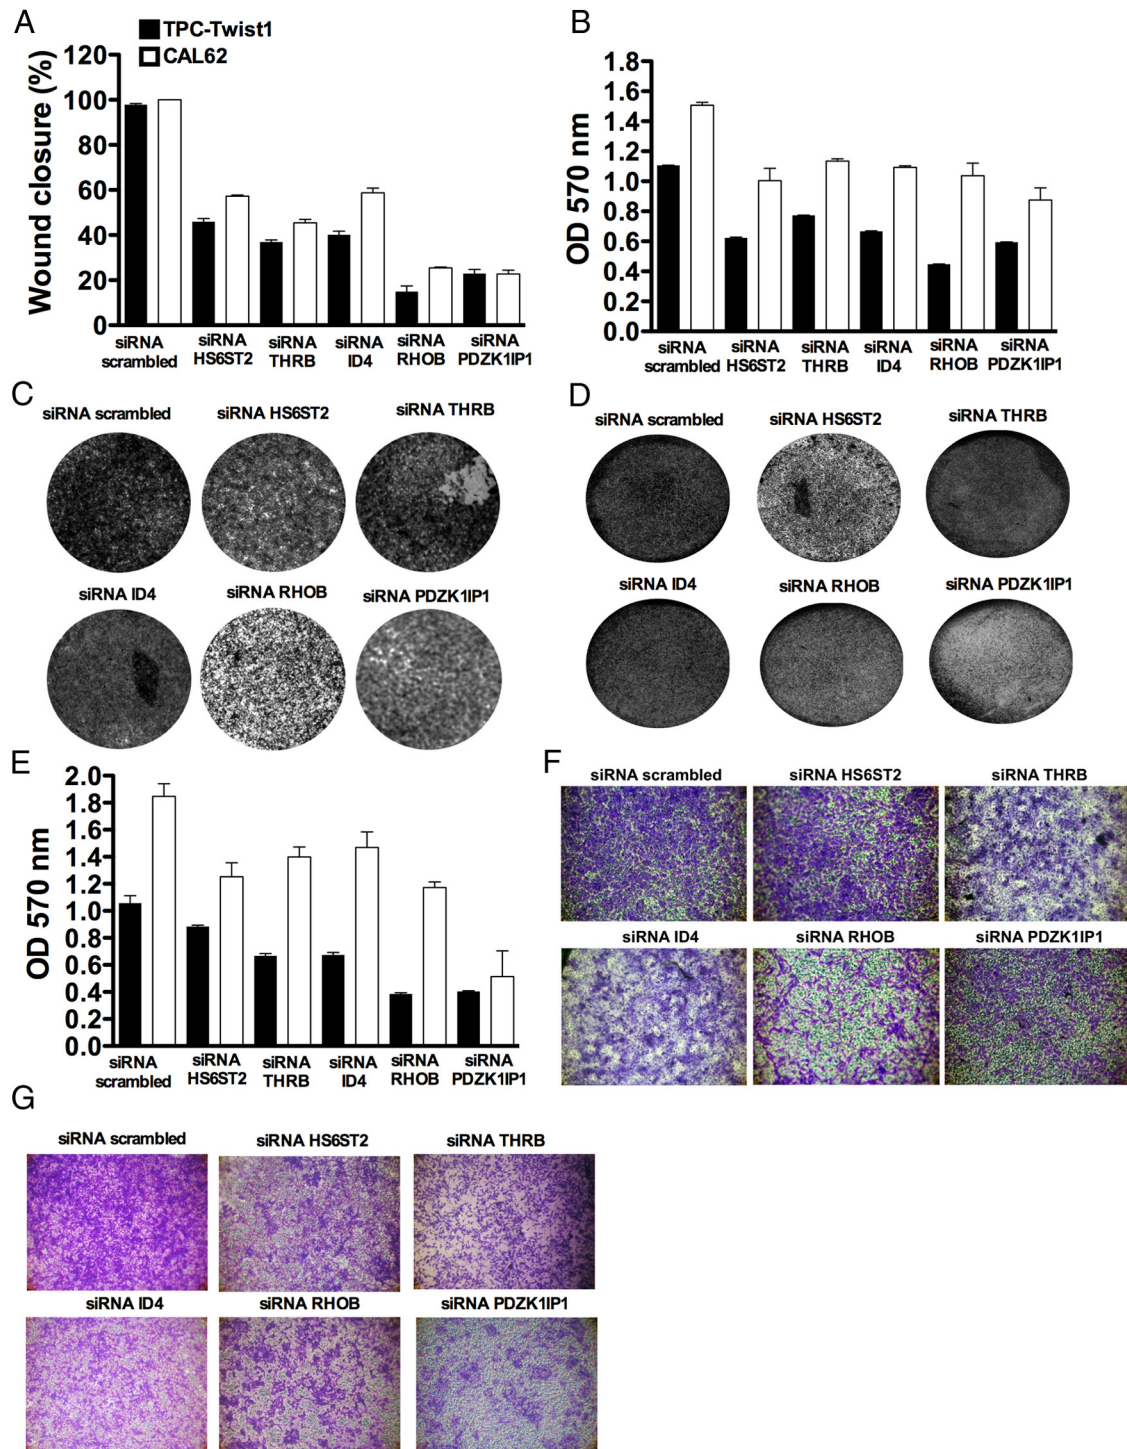 A
TPC-Twist1
CAL62
Wound closure (%)
120
100
80
60
40
20
0
siRNA scrambled
siRNA HS6ST2
siRNA THRB
siRNA ID4
siRNA RHOB
siRNA PDZK1IP1
B
OD 570 nm
1.8
1.6
1.4
1.2
1.0
0.8
0.6
0.4
0.2
0.0
siRNA scrambled
siRNA HS6ST2
siRNA THRB
siRNA ID4
siRNA RHOB
siRNA PDZK1IP1
C
siRNA scrambled
siRNA HS6ST2
siRNA THRB
siRNA ID4
siRNA RHOB
siRNA PDZK1IP1
D
siRNA scrambled
siRNA HS6ST2
siRNA THRB
siRNA ID4
siRNA RHOB
siRNA PDZK1IP1
E
OD 570 nm
2.0
1.8
1.6
1.4
1.2
1.0
0.8
0.6
0.4
0.2
0.0
siRNA scrambled
siRNA HS6ST2
siRNA THRB
siRNA ID4
siRNA RHOB
siRNA PDZK1IP1
F
siRNA scrambled
siRNA HS6ST2
siRNA THRB
siRNA ID4
siRNA RHOB
siRNA PDZK1IP1
G
siRNA scrambled
siRNA HS6ST2
siRNA THRB
siRNA ID4
siRNA RHOB
siRNA PDZK1IP1